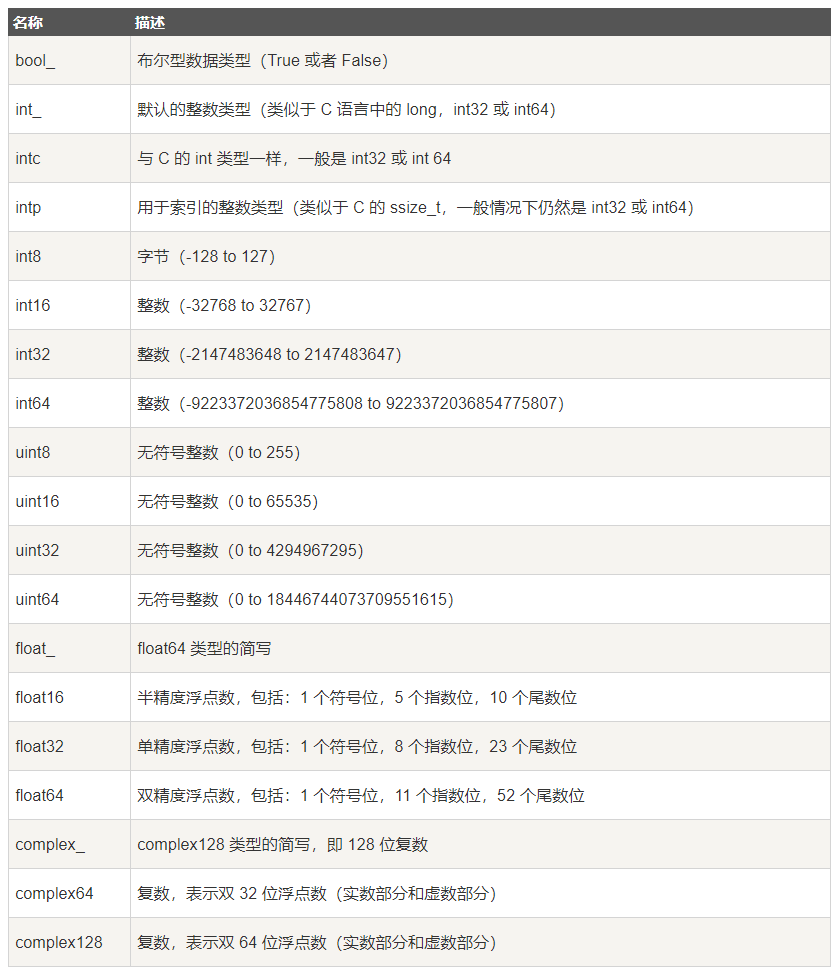 名称 描述
bool_ 布尔型数据类型（True 或者 False）
int_ 默认的整数类型（类似于 C 语言中的 long，int32 或 int64）
intc 与 C 的 int 类型一样，一般是 int32 或 int 64
intp 用于索引的整数类型（类似于 C 的 ssize_t，一般情况下仍然是 int32 或 int64）
int8 字节（-128 to 127）
int16 整数（-32768 to 32767）
int32 整数（-2147483648 to 2147483647）
int64 整数（-9223372036854775808 to 9223372036854775807）
uint8 无符号整数（0 to 255）
uint16 无符号整数（0 to 65535）
uint32 无符号整数（0 to 4294967295）
uint64 无符号整数（0 to 18446744073709551615）
float_ float64 类型的简写
float16 半精度浮点数，包括：1 个符号位，5 个指数位，10 个尾数位
float32 单精度浮点数，包括：1 个符号位，8 个指数位，23 个尾数位
float64 双精度浮点数，包括：1 个符号位，11 个指数位，52 个尾数位
complex_ complex128 类型的简写，即 128 位复数
complex64 复数，表示双 32 位浮点数（实数部分和虚数部分）
complex128 复数，表示双 64 位浮点数（实数部分和虚数部分）